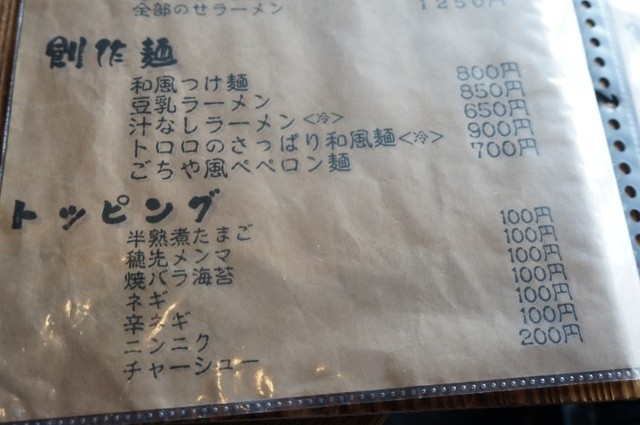 全部のせラーメン 1250円
創作麺
和風つけ麺 800円
豆乳ラーメン 850円
汁なしラーメン<冷> 650円
トロロのさっぱり和風麺<冷> 900円
ごちや風ペペロン麺 700円
トッピング
半熟煮たまご 100円
穂先メンマ 100円
焼バラ海苔 100円
ネギ 100円
辛ネギ 100円
ニンニク 100円
チャーシュー 200円